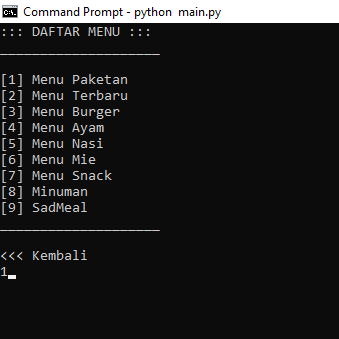 Command Prompt - python  main.py
::: DAFTAR MENU :::
____________________
[1] Menu Paketan
[2] Menu Terbaru
[3] Menu Burger
[4] Menu Ayam
[5] Menu Nasi
[6] Menu Mie
[7] Menu Snack
[8] Minuman
[9] SadMeal
____________________
<<< Kembali
1